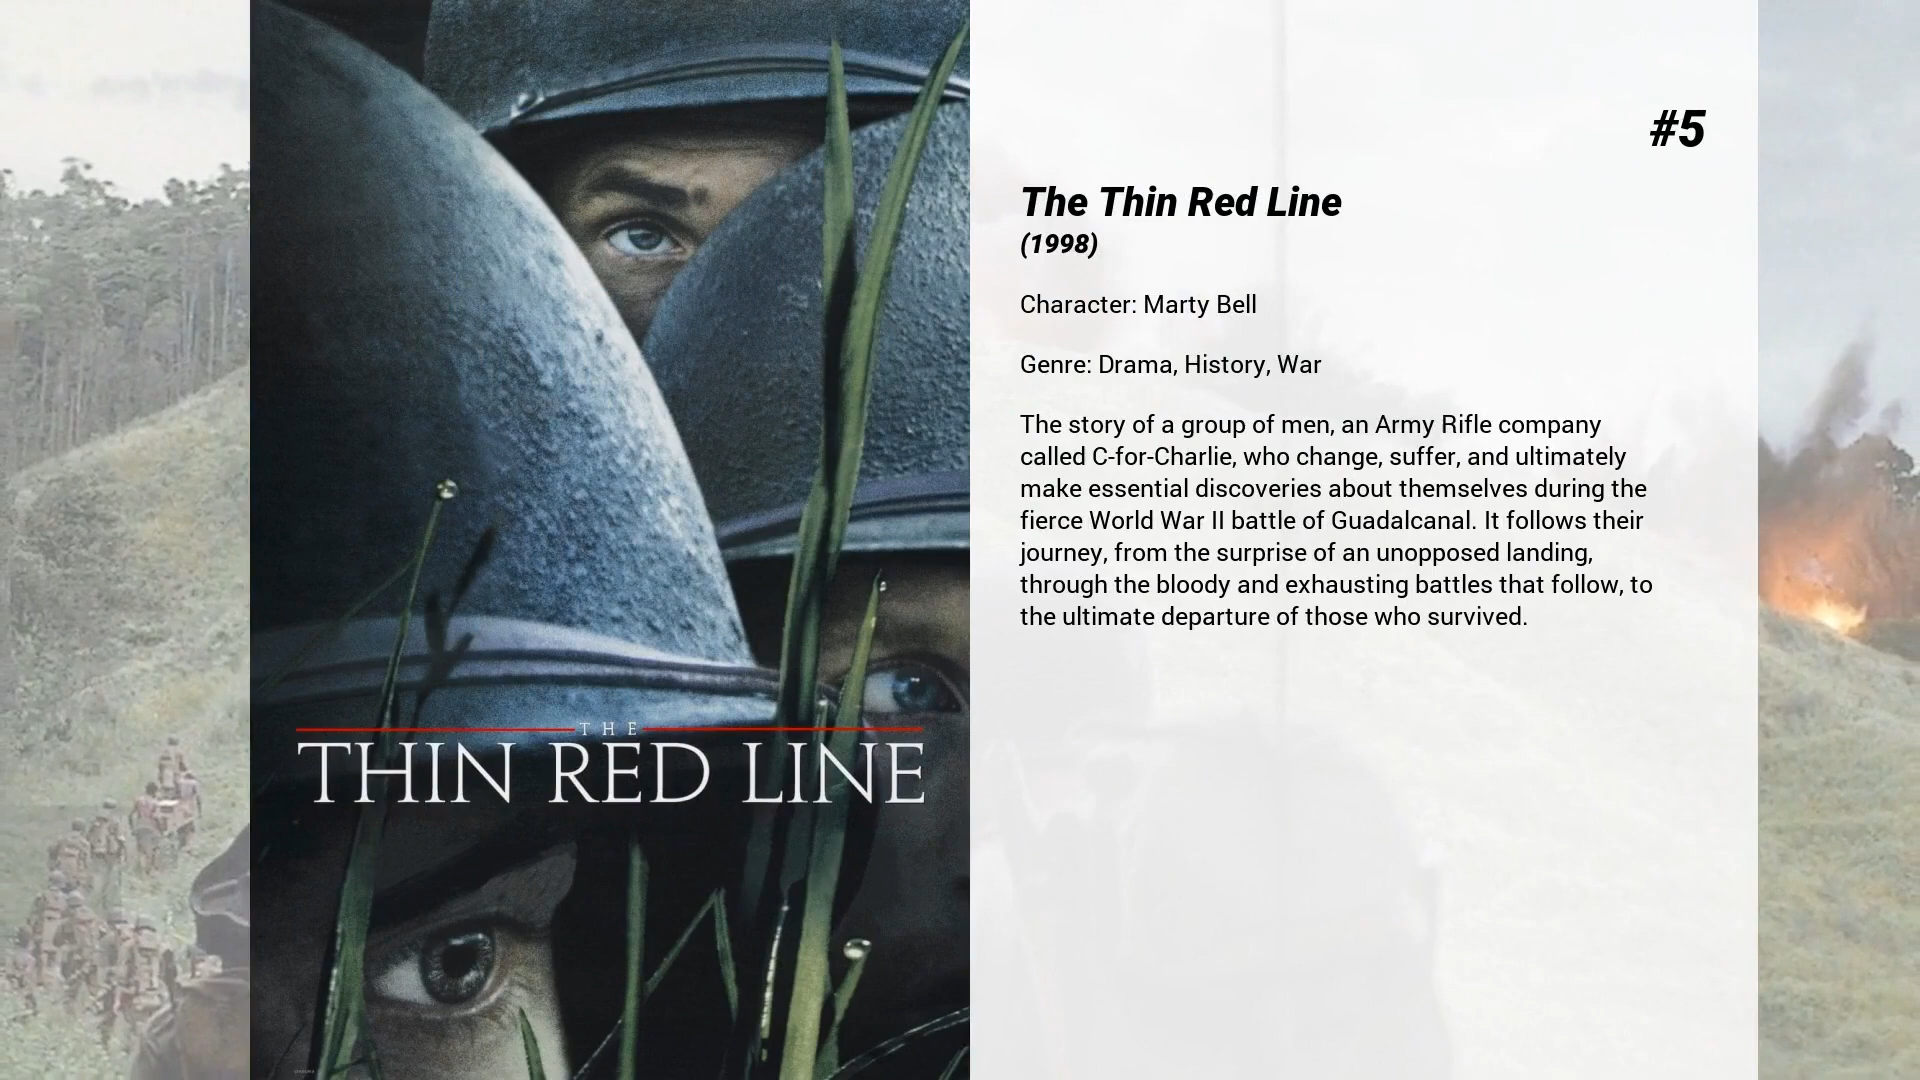 #5
The Thin Red Line
(1998)
Character: Marty Bell
Genre: Drama, History, War
The story of a group of men, an Army Rifle company
called C-for-Charlie, who change, suffer, and ultimately
make essential discoveries about themselves during the
fierce World War II battle of Guadalcanal. It follows their
journey, from the surprise of an unopposed landing,
through the bloody and exhausting battles that follow, to
the ultimate departure of those who survived.
THE
THIN RED LINE